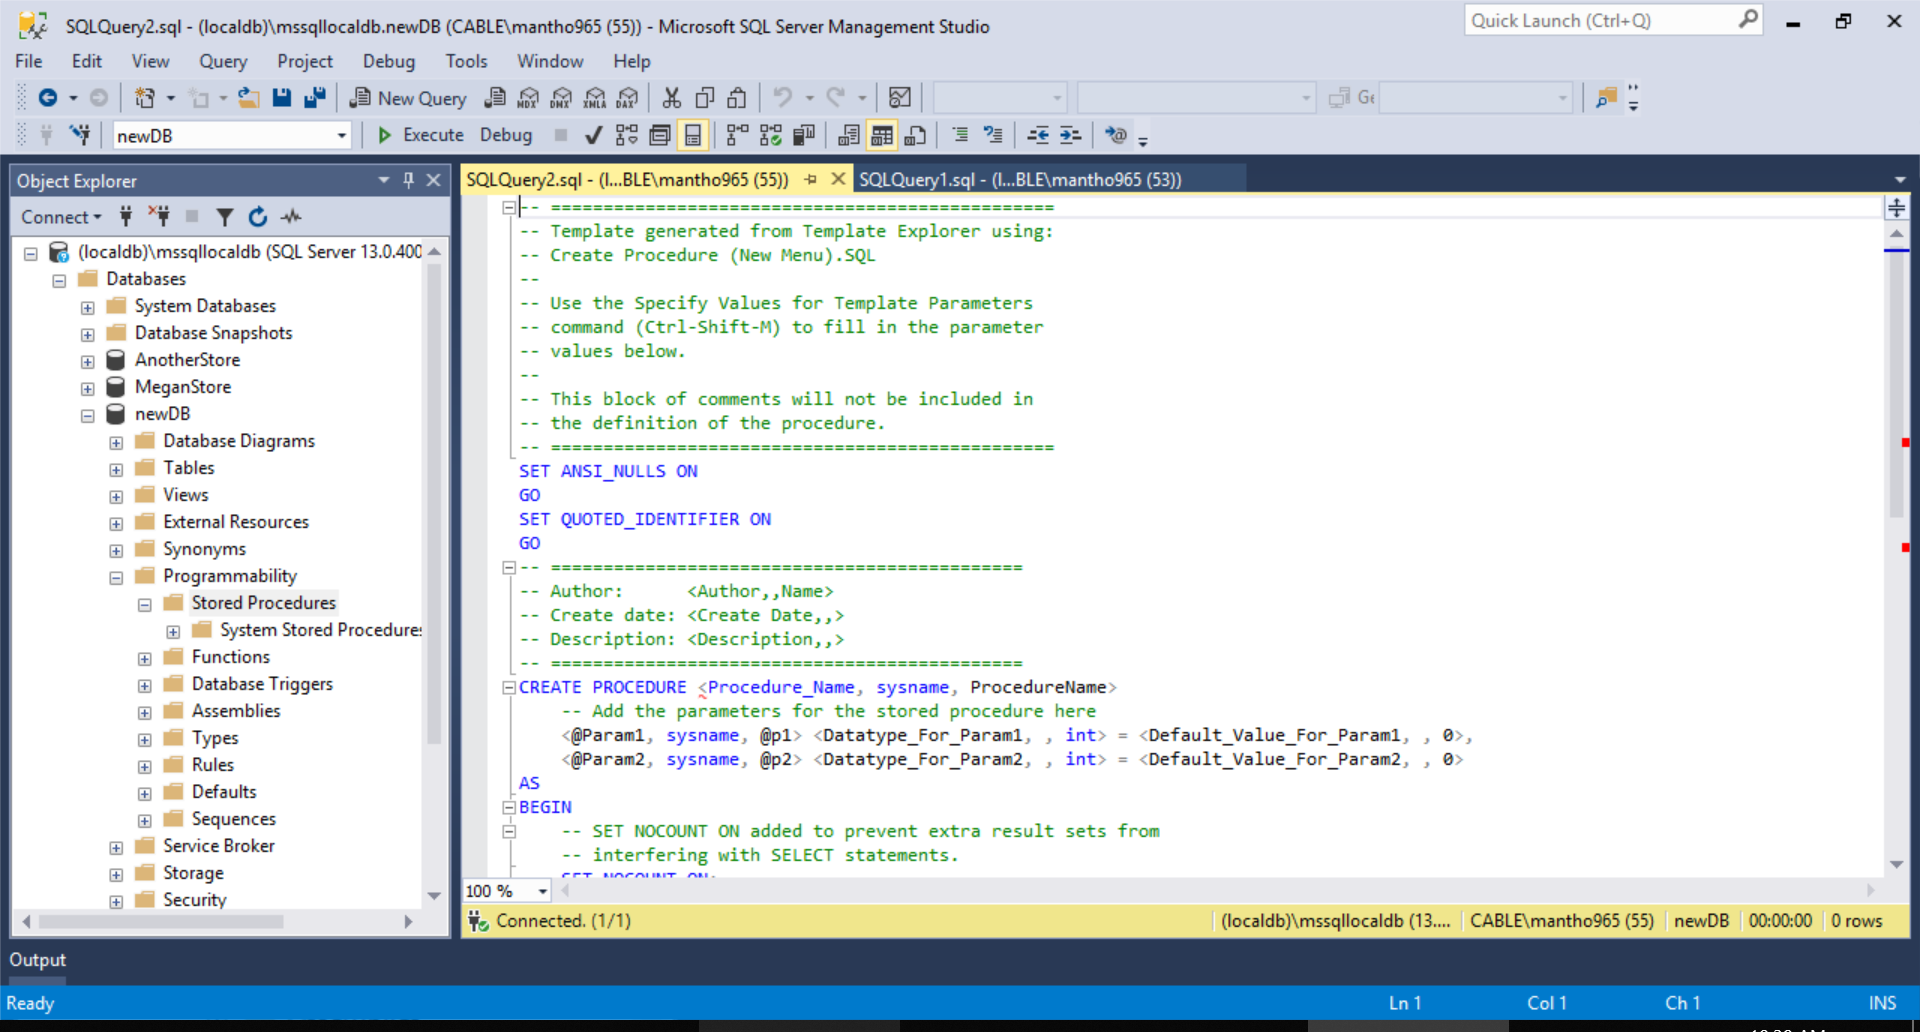 SQLQuery2.sql - (localdb)\mssqllocaldb.newDB (CABLE\mantho965 (55)) - Microsoft SQL Server Management Studio
Quick Launch (Ctrl+Q)
File Edit View Query Project Debug Tools Window Help
New Query MDX DMX XMLA DAX Ge
newDB Execute Debug
Object Explorer
Connect
(localdb)\mssqllocaldb (SQL Server 13.0.400
Databases
System Databases
Database Snapshots
AnotherStore
MeganStore
newDB
Database Diagrams
Tables
Views
External Resources
Synonyms
Programmability
Stored Procedures
System Stored Procedures
Functions
Database Triggers
Assemblies
Types
Rules
Defaults
Sequences
Service Broker
Storage
Security
SQLQuery2.sql - (l...BLE\mantho965 (55)) SQLQuery1.sql - (l...BLE\mantho965 (53))
-- ================================================
-- Template generated from Template Explorer using:
-- Create Procedure (New Menu).SQL
--
-- Use the Specify Values for Template Parameters
-- command (Ctrl-Shift-M) to fill in the parameter
-- values below.
--
-- This block of comments will not be included in
-- the definition of the procedure.
-- ================================================
SET ANSI_NULLS ON
GO
SET QUOTED_IDENTIFIER ON
GO
-- =============================================
-- Author:      <Author,,Name>
-- Create date: <Create Date,,>
-- Description: <Description,,>
-- =============================================
CREATE PROCEDURE <Procedure_Name, sysname, ProcedureName>
-- Add the parameters for the stored procedure here
<@Param1, sysname, @p1> <Datatype_For_Param1, , int> = <Default_Value_For_Param1, , 0>,
<@Param2, sysname, @p2> <Datatype_For_Param2, , int> = <Default_Value_For_Param2, , 0>
AS
BEGIN
-- SET NOCOUNT ON added to prevent extra result sets from
-- interfering with SELECT statements.
SET NOCOUNT ON;
100 %
Connected. (1/1) (localdb)\mssqllocaldb (13.... CABLE\mantho965 (55) newDB 00:00:00 0 rows
Output
Ready Ln 1 Col 1 Ch 1 INS